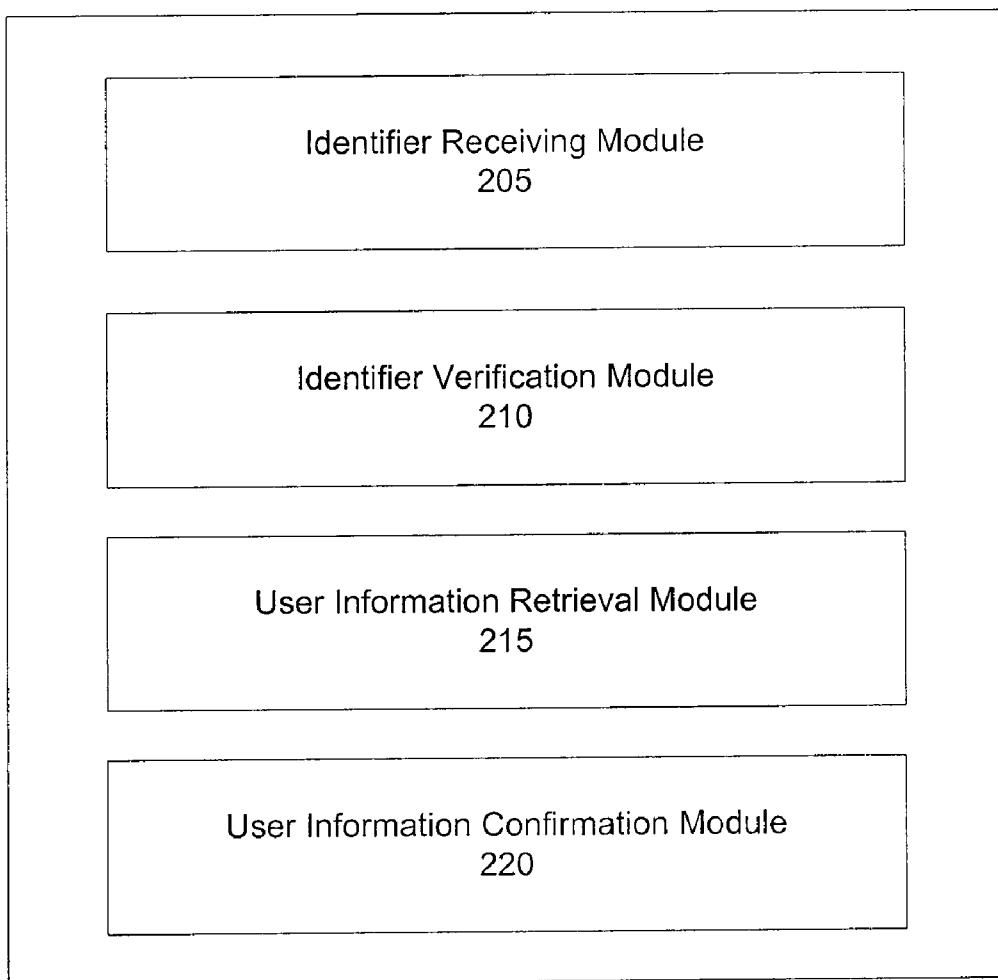 Identifier Receiving Module
205
Identifier Verification Module
210
User Information Retrieval Module
215
User Information Confirmation Module
220